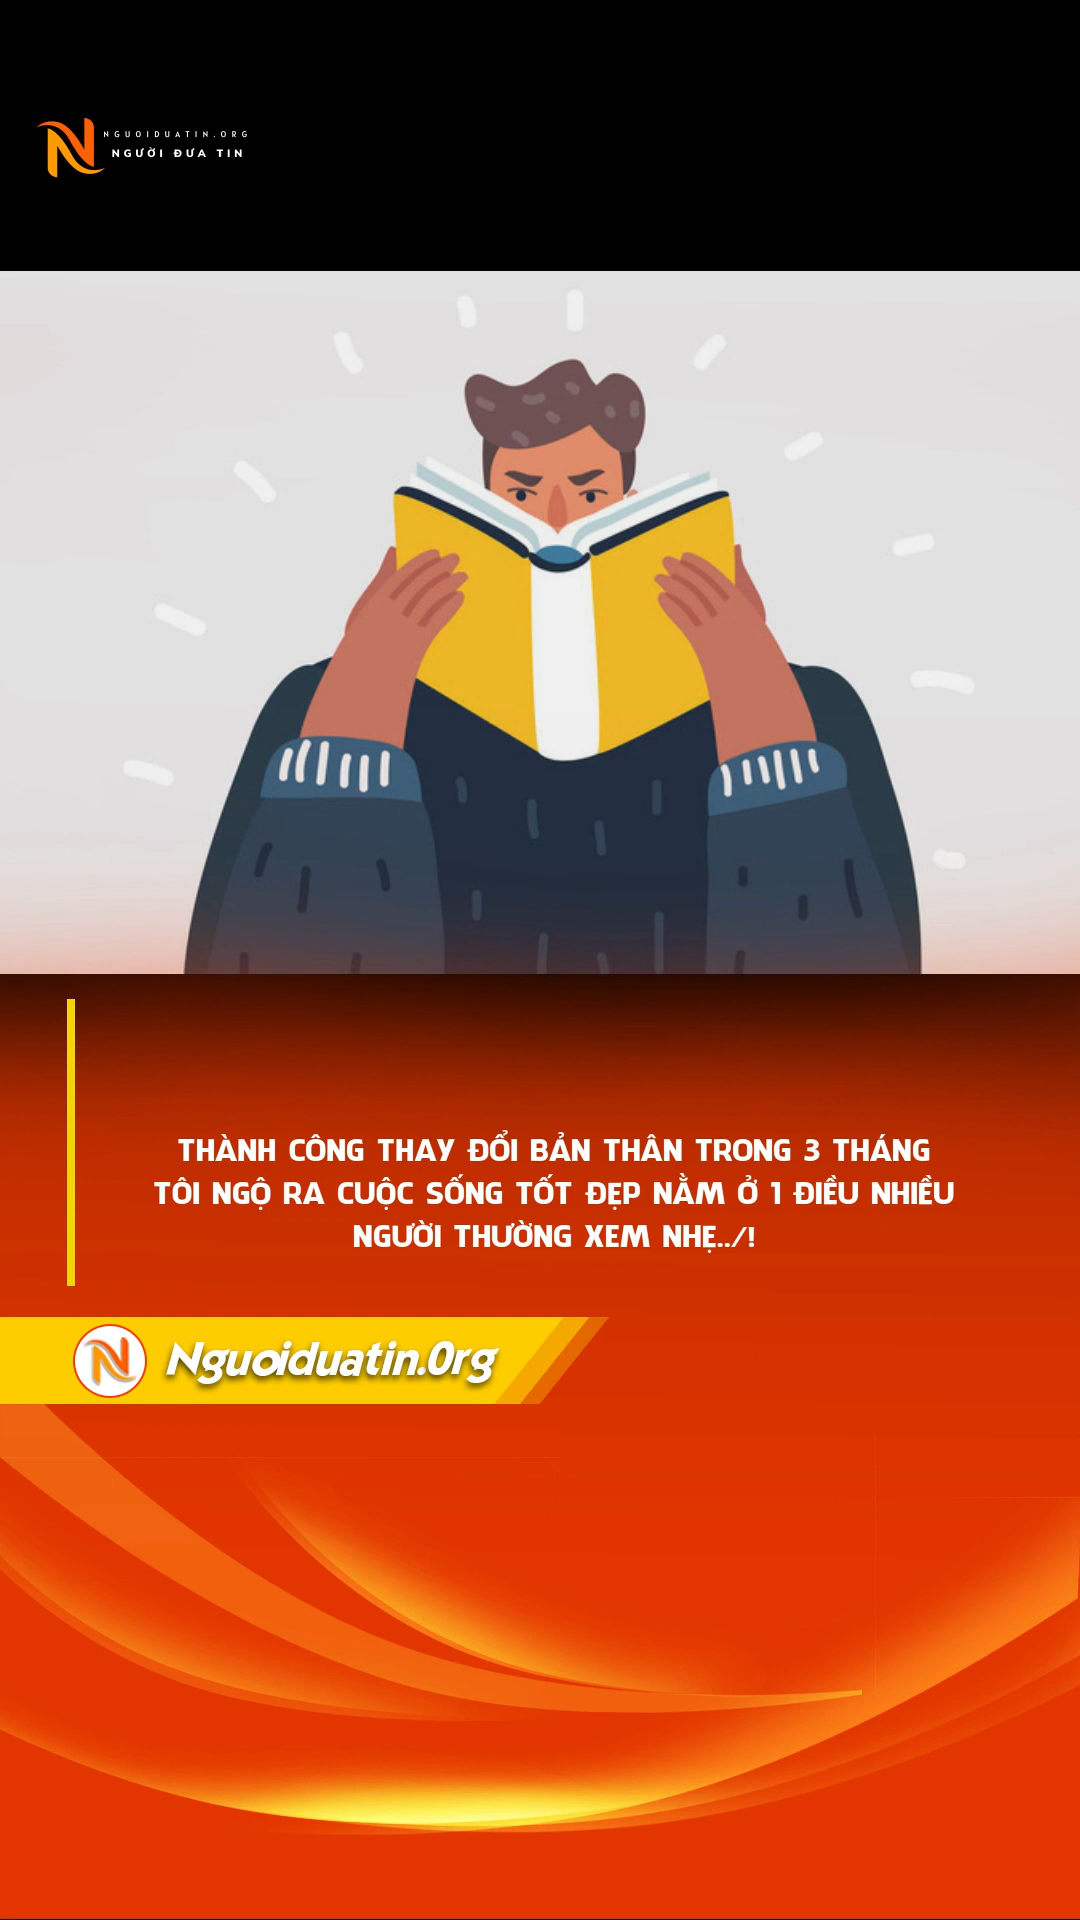 NGUOIDUATIN.ORG
NGƯỜI ĐƯA TIN
THÀNH CÔNG THAY ĐỔI BẢN THÂN TRONG 3 THÁNG
TÔI NGỘ RA CUỘC SỐNG TỐT ĐẸP NẰM Ở 1 ĐIỀU NHIỀU
NGƯỜI THƯỜNG XEM NHẸ../!
Nguoiduatin.Org